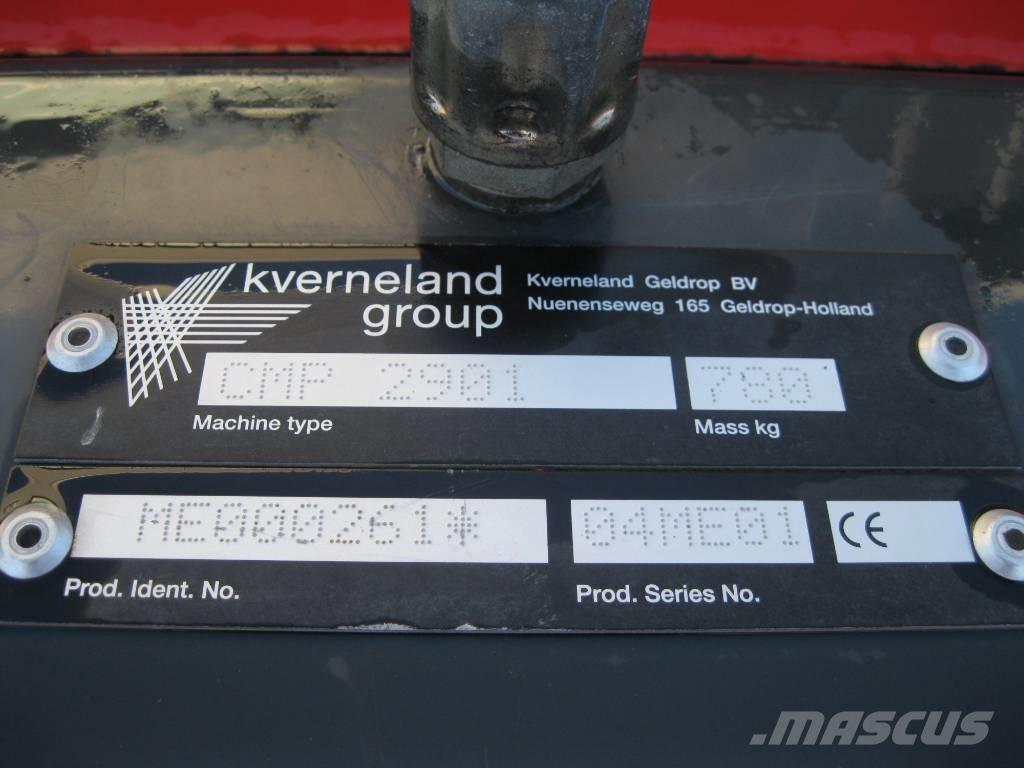 kverneland
group
Kverneland Geldrop BV
Nuenenseweg 165 Geldrop-Holland
CMP 2901
780
Machine type
Mass kg
ME000261*
04ME01
CE
Prod. Ident. No.
Prod. Series No.
.MASCUS